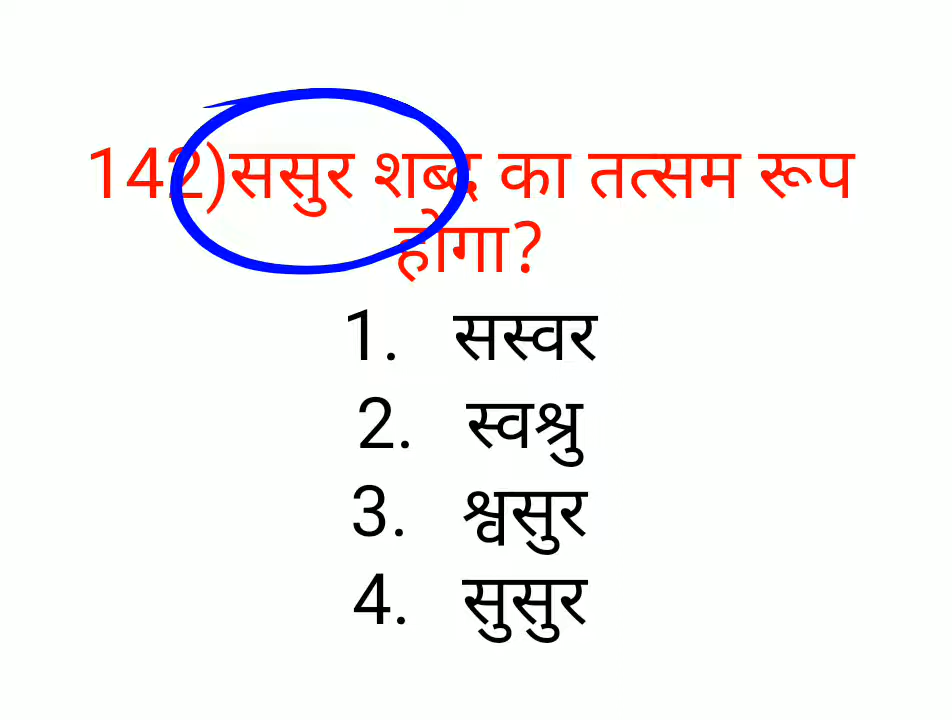 142)ससुर शब्द का तत्सम रूप
होगा?
1. सस्वर
2. स्वश्रु
3. श्वसुर
4. सुसुर